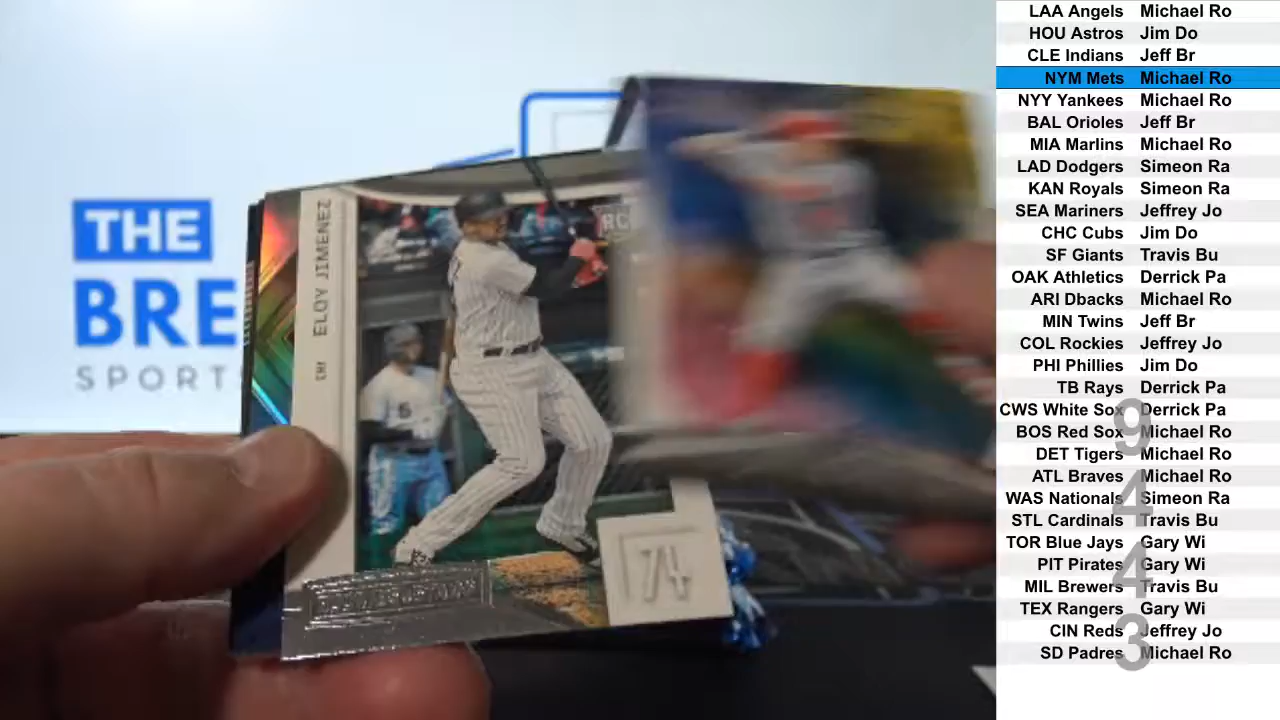 THE
BRE
SPORTS
CHI ELOY JIMENEZ
RC
74
LAA Angels Michael Ro
HOU Astros Jim Do
CLE Indians Jeff Br
NYM Mets Michael Ro
NYY Yankees Michael Ro
BAL Orioles Jeff Br
MIA Marlins Michael Ro
LAD Dodgers Simeon Ra
KAN Royals Simeon Ra
SEA Mariners Jeffrey Jo
CHC Cubs Jim Do
SF Giants Travis Bu
OAK Athletics Derrick Pa
ARI Dbacks Michael Ro
MIN Twins Jeff Br
COL Rockies Jeffrey Jo
PHI Phillies Jim Do
TB Rays Derrick Pa
CWS White Sox Derrick Pa
BOS Red Sox Michael Ro
DET Tigers Michael Ro
ATL Braves Michael Ro
WAS Nationals Simeon Ra
STL Cardinals Travis Bu
TOR Blue Jays Gary Wi
PIT Pirates Gary Wi
MIL Brewers Travis Bu
TEX Rangers Gary Wi
CIN Reds Jeffrey Jo
SD Padres Michael Ro
9
4
4
3